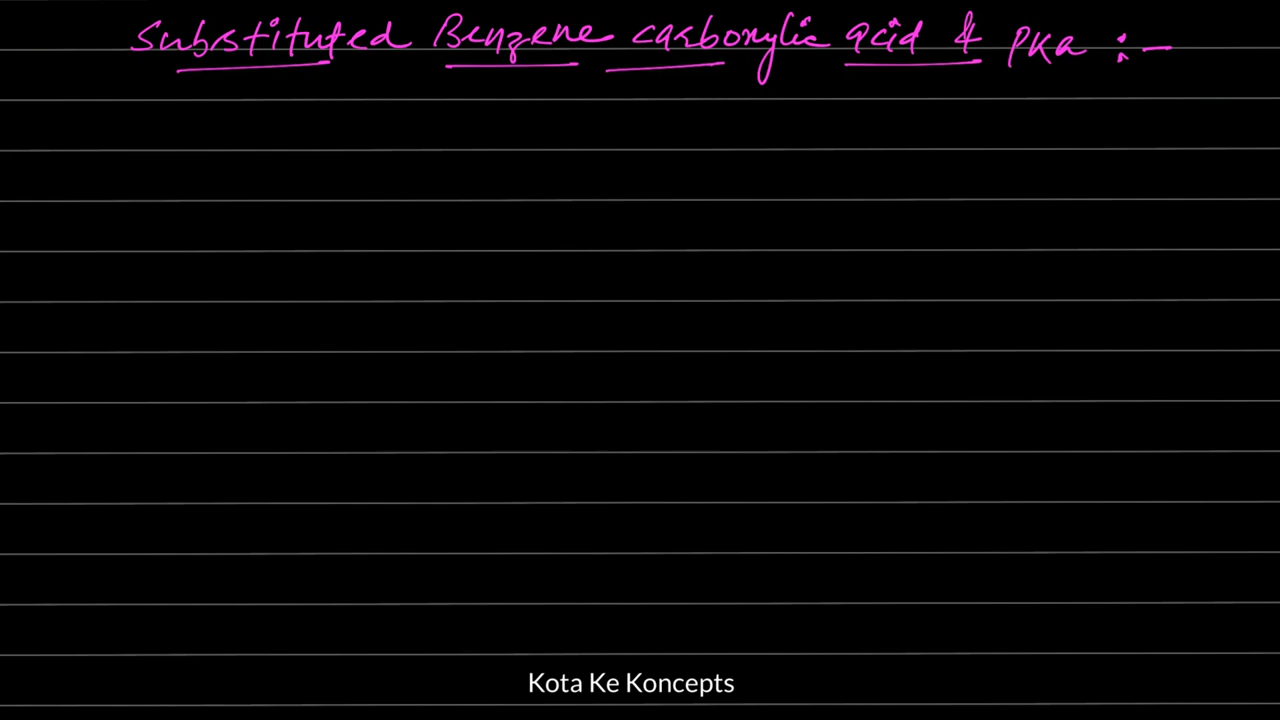 Substituted Benzene carboxylic acid & pKa :-
Kota Ke Koncepts